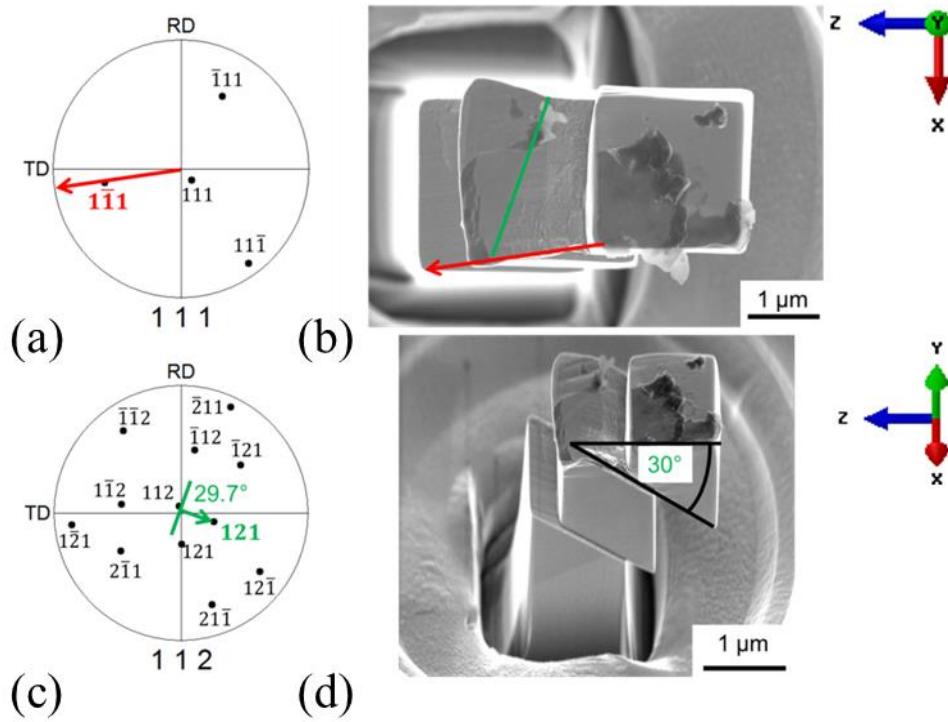 RD
1̄11
TD
11̄1
111
111̄
1 1 1
(a)
Z
Y
X
1 µm
(b)
RD
2̄11
1̄1̄2
1̄12
1̄21
11̄2
112
29.7°
TD
121
12̄1
121
21̄1
121̄
211̄
1 1 2
(c)
Y
Z
X
30°
1 µm
(d)